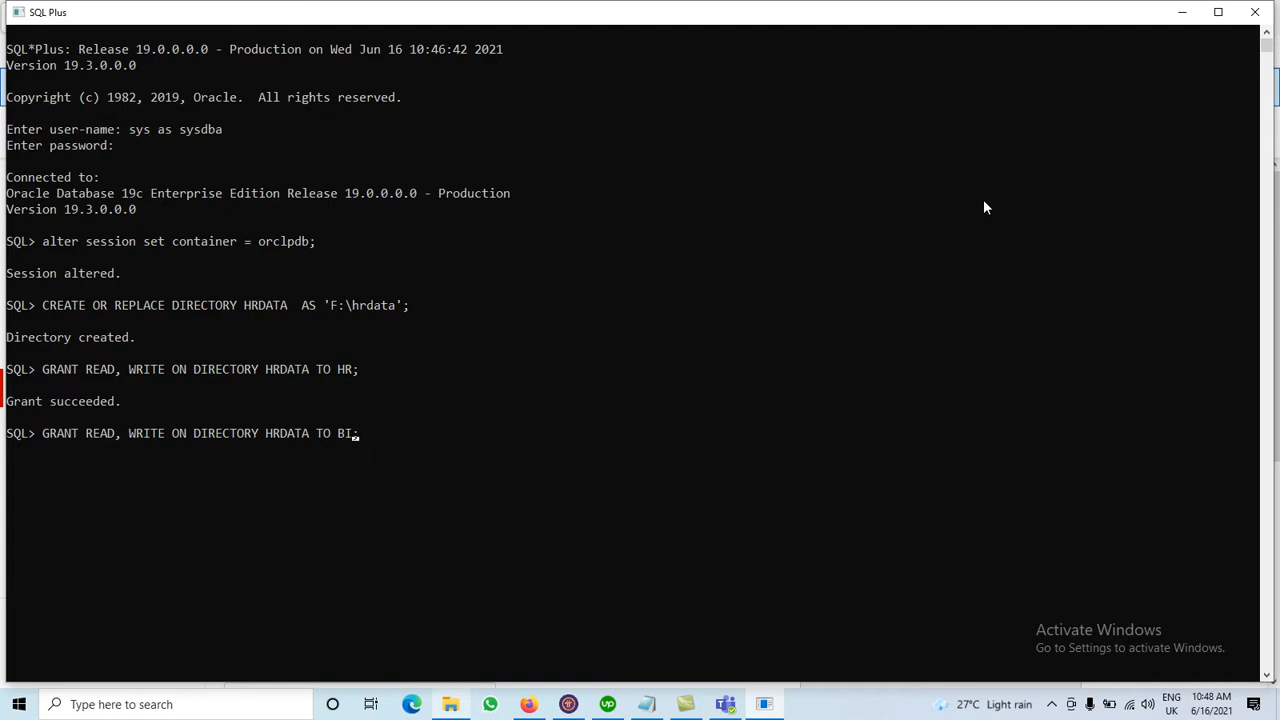 SQL Plus
SQL*Plus: Release 19.0.0.0.0 - Production on Wed Jun 16 10:46:42 2021
Version 19.3.0.0.0
Copyright (c) 1982, 2019, Oracle.  All rights reserved.
Enter user-name: sys as sysdba
Enter password:
Connected to:
Oracle Database 19c Enterprise Edition Release 19.0.0.0.0 - Production
Version 19.3.0.0.0
SQL> alter session set container = orclpdb;
Session altered.
SQL> CREATE OR REPLACE DIRECTORY HRDATA  AS 'F:\hrdata';
Directory created.
SQL> GRANT READ, WRITE ON DIRECTORY HRDATA TO HR;
Grant succeeded.
SQL> GRANT READ, WRITE ON DIRECTORY HRDATA TO BI;
Activate Windows
Go to Settings to activate Windows.
Type here to search
up
27°C Light rain
ENG
UK
10:48 AM
6/16/2021